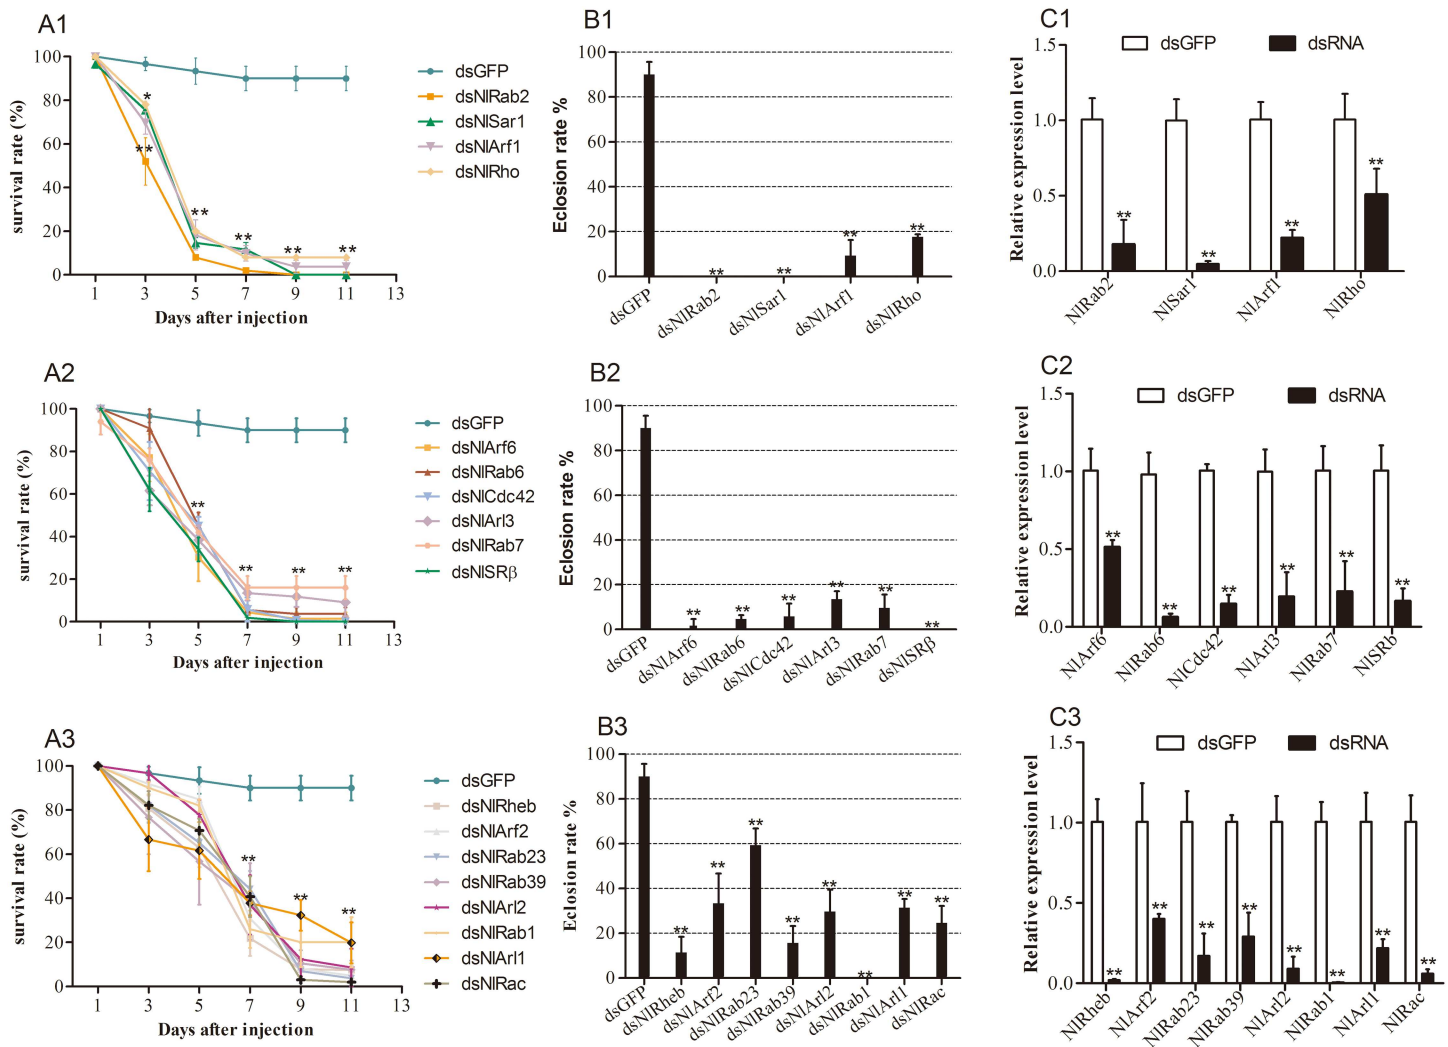 A1
survival rate (%)
100
80
60
40
20
0
*
**
**
**
**
**
1 3 5 7 9 11 13
Days after injection
dsGFP
dsNlRab2
dsNlSar1
dsNlArf1
dsNlRho
B1
Eclosion rate %
100
80
60
40
20
0
** ** ** **
dsGFP dsNlRab2 dsNlSar1 dsNlArf1 dsNlRho
C1
dsGFP dsRNA
Relative expression level
1.5
1.0
0.5
0.0
** ** ** **
NlRab2 NlSar1 NlArf1 NlRho
A2
survival rate (%)
100
80
60
40
20
0
** ** ** **
1 3 5 7 9 11 13
Days after injection
dsGFP
dsNlArf6
dsNlRab6
dsNlCdc42
dsNlArl3
dsNlRab7
dsNlSRβ
B2
Eclosion rate %
100
80
60
40
20
0
** ** ** ** ** **
dsGFP dsNlArf6 dsNlRab6 dsNlCdc42 dsNlArl3 dsNlRab7 dsNlSRβ
C2
dsGFP dsRNA
Relative expression level
1.5
1.0
0.5
0.0
** ** ** ** ** **
NlArf6 NlRab6 NlCdc42 NlArl3 NlRab7 NlSRb
A3
survival rate (%)
100
80
60
40
20
0
** ** **
1 3 5 7 9 11 13
Days after injection
dsGFP
dsNlRheb
dsNlArf2
dsNlRab23
dsNlRab39
dsNlArl2
dsNlRab1
dsNlArl1
dsNlRac
B3
Eclosion rate %
100
80
60
40
20
0
** ** ** ** ** ** ** **
dsGFP dsNlRheb dsNlArf2 dsNlRab23 dsNlRab39 dsNlArl2 dsNlRab1 dsNlArl1 dsNlRac
C3
dsGFP dsRNA
Relative expression level
1.5
1.0
0.5
0.0
** ** ** ** ** ** ** **
NlRheb NlArf2 NlRab23 NlRab39 NlArl2 NlRab1 NlArl1 NlRac